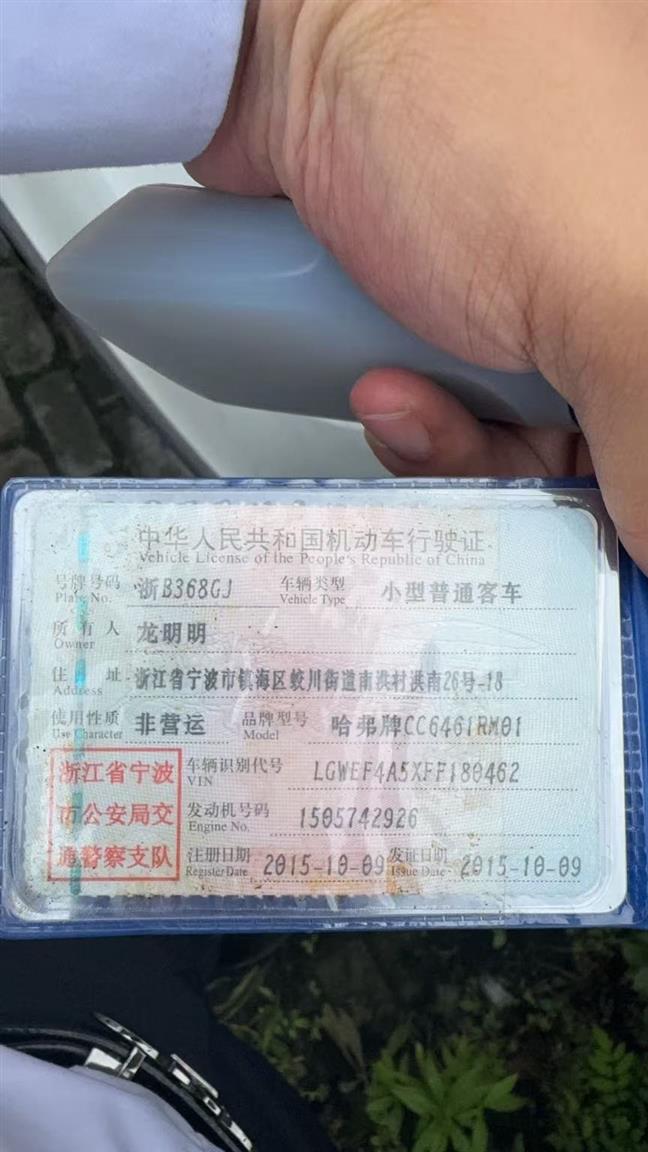 中华人民共和国机动车行驶证
Vehicle License of the People's Republic of China
号牌号码 浙B368GJ 车辆类型 小型普通客车
Plate No. Vehicle Type
所有人 龙明明
Owner
住址 浙江省宁波市镇海区蛟川街道南洪村洪南26号-18
Address
使用性质 非营运 品牌型号 哈弗牌CC6461RM01
Use Character Model
浙江省宁波 车辆识别代号 LGWEF4A5XFF180462
VIN
市公安局交 发动机号码 1505742926
Engine No.
通警察支队 注册日期 2015-10-09 发证日期 2015-10-09
Register Date Issue Date